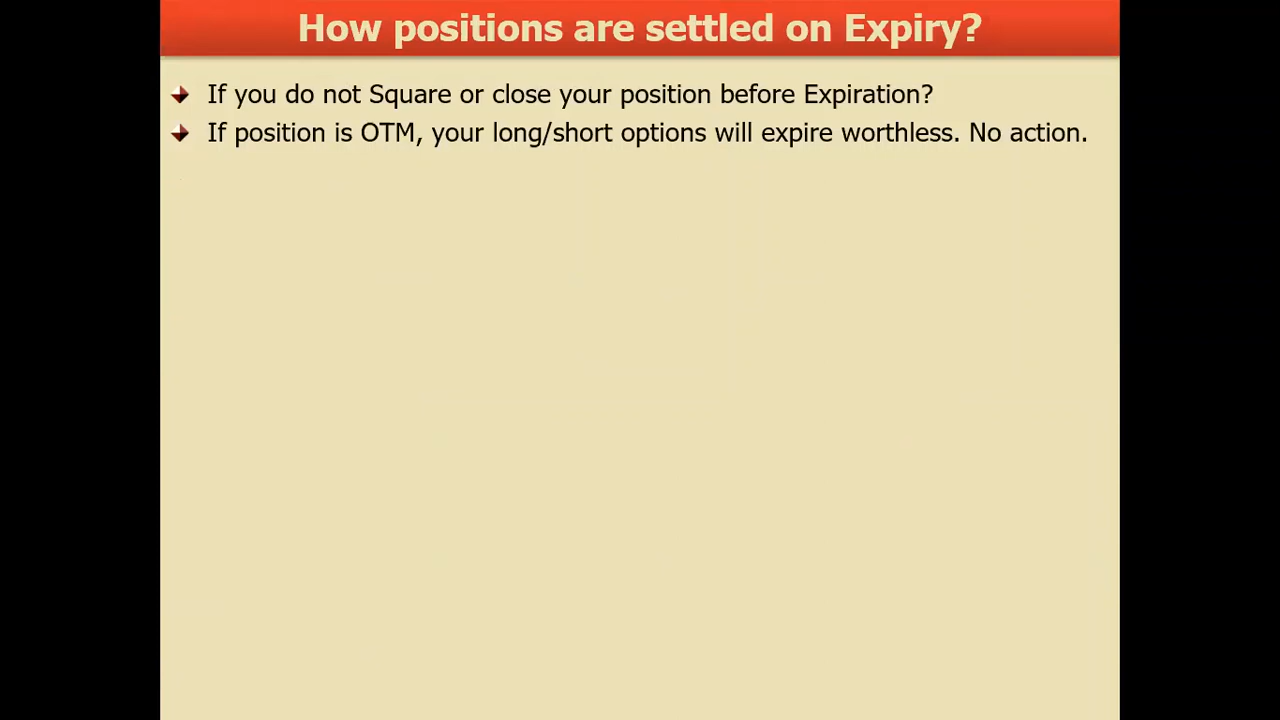 How positions are settled on Expiry?
If you do not Square or close your position before Expiration?
If position is OTM, your long/short options will expire worthless. No action.